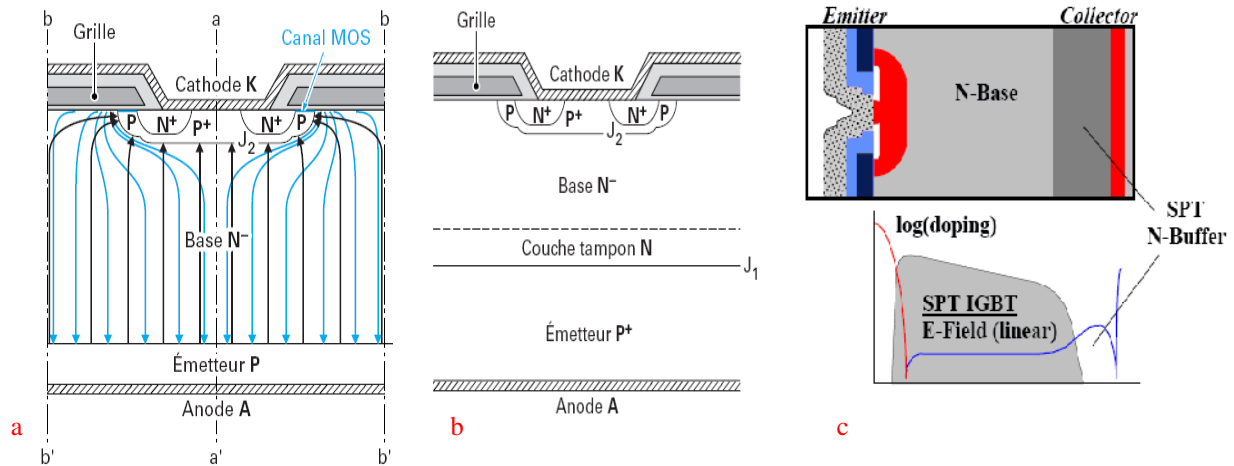 b
a
b
Grille
Canal MOS
Cathode K
P
N+
P+
N+
P
J2
Base N−
Émetteur P
Anode A
b'
a'
b'
a
Grille
Cathode K
P
N+
P+
N+
P
J2
Base N−
Couche tampon N
J1
Émetteur P+
Anode A
b
Emitter
Collector
N-Base
SPT
N-Buffer
log(doping)
SPT IGBT
E-Field (linear)
c